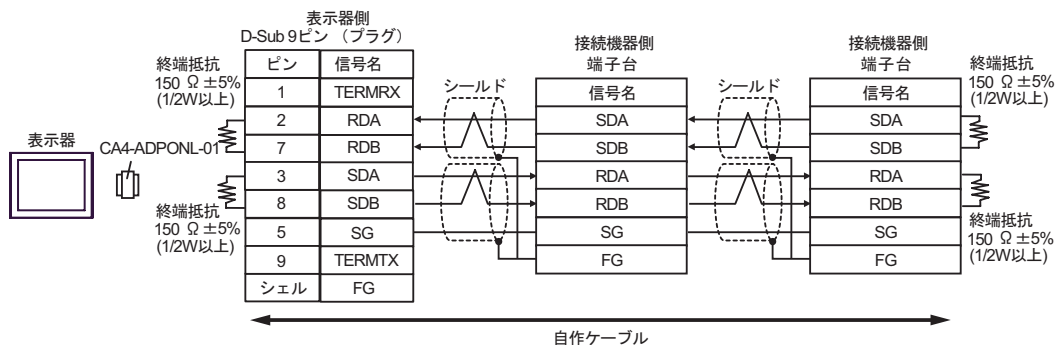 表示器側
D-Sub 9ピン （プラグ）
終端抵抗
150 Ω ±5%
(1/2W以上)
表示器
CA4-ADPONL-01
終端抵抗
150 Ω ±5%
(1/2W以上)
ピン 信号名
1 TERMRX
2 RDA
7 RDB
3 SDA
8 SDB
5 SG
9 TERMTX
シェル FG
シールド
接続機器側
端子台
信号名
SDA
SDB
RDA
RDB
SG
FG
シールド
接続機器側
端子台
信号名
SDA
SDB
RDA
RDB
SG
FG
終端抵抗
150 Ω ±5%
(1/2W以上)
終端抵抗
150 Ω ±5%
(1/2W以上)
自作ケーブル